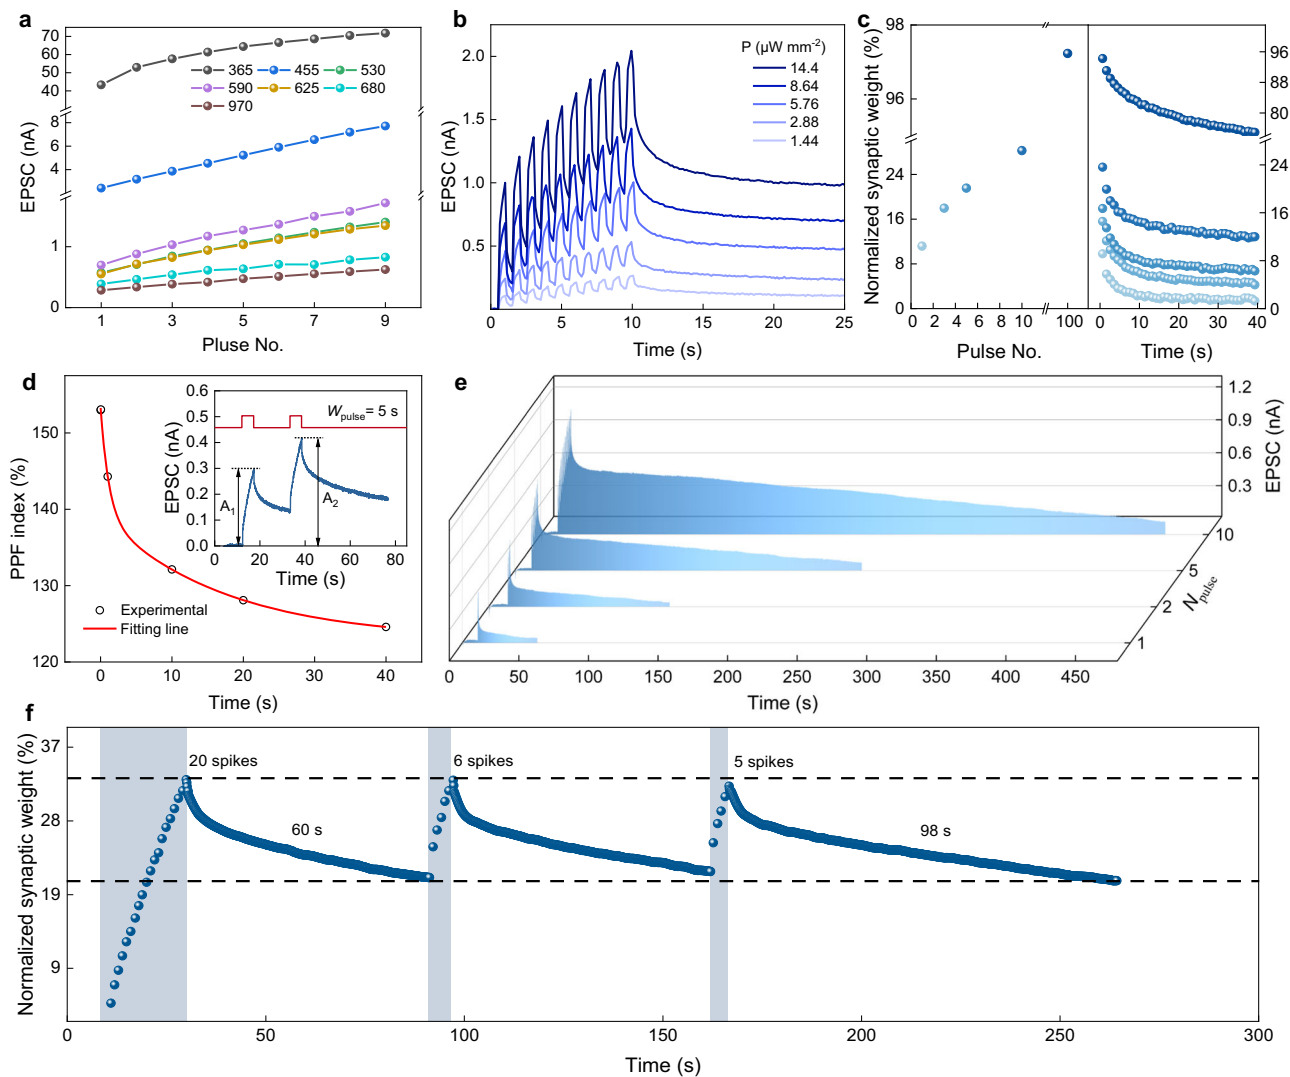 a
70
60
50
40
8
4
1
0
EPSC (nA)
365 455 530
590 625 680
970
1 3 5 7 9
Pluse No.
b
2.0
1.5
1.0
0.5
EPSC (nA)
P (μW mm-2)
14.4
8.64
5.76
2.88
1.44
0 5 10 15 20 25
Time (s)
c
98
96
24
16
8
0
Normalized synaptic weight (%)
96
88
80
24
16
8
0
0 2 4 6 10 100
Pulse No.
0 10 20 30 40
Time (s)
d
150
140
130
120
PPF index (%)
Experimental
Fitting line
0 10 20 30 40
Time (s)
0.6
0.5
0.4
0.3
0.2
0.1
0.0
EPSC (nA)
Wpulse= 5 s
A1
A2
0 20 40 60 80
Time (s)
e
1.2
0.9
0.6
0.3
EPSC (nA)
10
5
2
1
Npulse
0 50 100 150 200 250 300 350 400 450
Time (s)
f
37
28
19
9
Normalized synaptic weight (%)
20 spikes
6 spikes
5 spikes
60 s
98 s
0 50 100 150 200 250 300
Time (s)